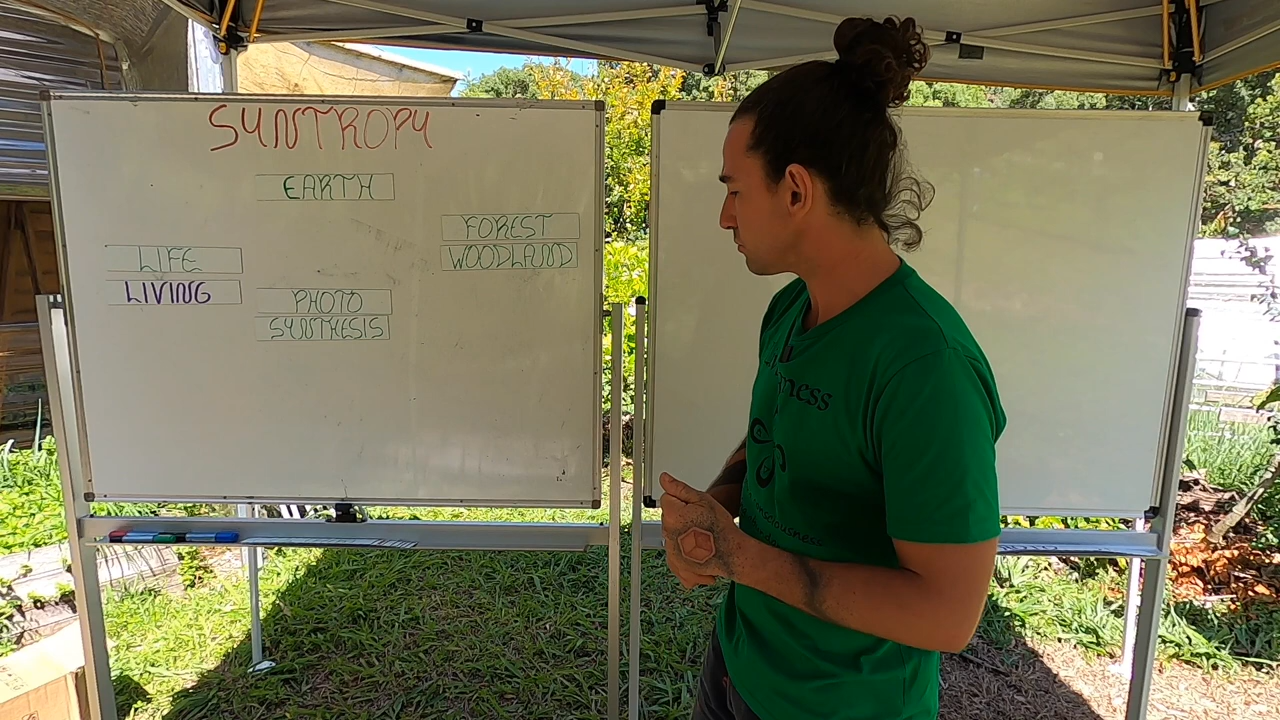 SYNTROPY
EARTH
FOREST
WOODLAND
LIFE
LIVING
PHOTO
SYNTHESIS